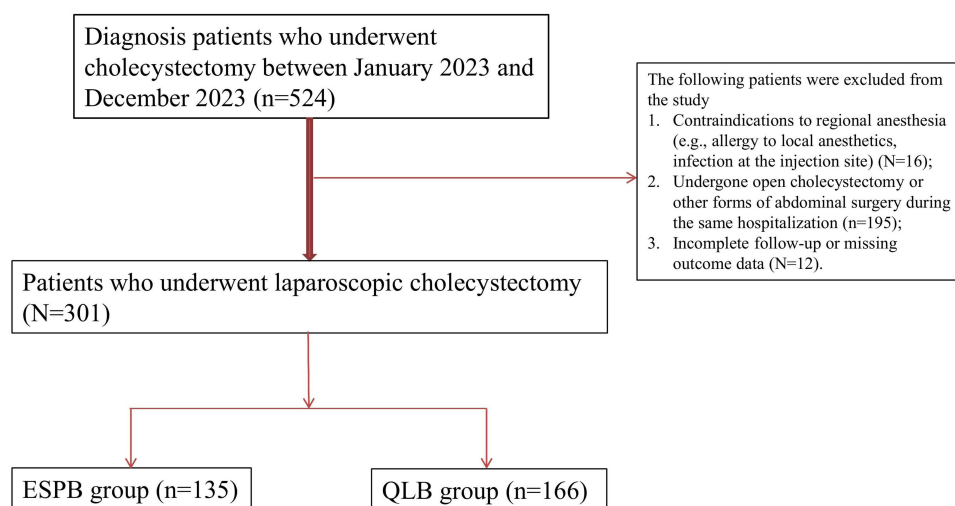 Diagnosis patients who underwent
cholecystectomy between January 2023 and
December 2023 (n=524)
The following patients were excluded from
the study
1. Contraindications to regional anesthesia
(e.g., allergy to local anesthetics,
infection at the injection site) (N=16);
2. Undergone open cholecystectomy or
other forms of abdominal surgery during
the same hospitalization (n=195);
3. Incomplete follow-up or missing
outcome data (N=12).
Patients who underwent laparoscopic cholecystectomy
(N=301)
ESPB group (n=135)
QLB group (n=166)